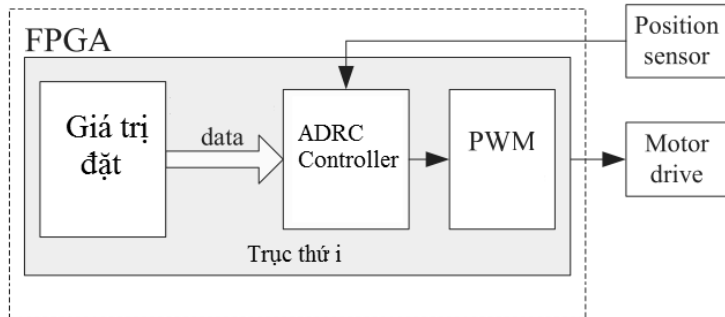 FPGA
Position
sensor
Giá trị
đặt
data
ADRC
Controller
PWM
Motor
drive
Trục thứ i